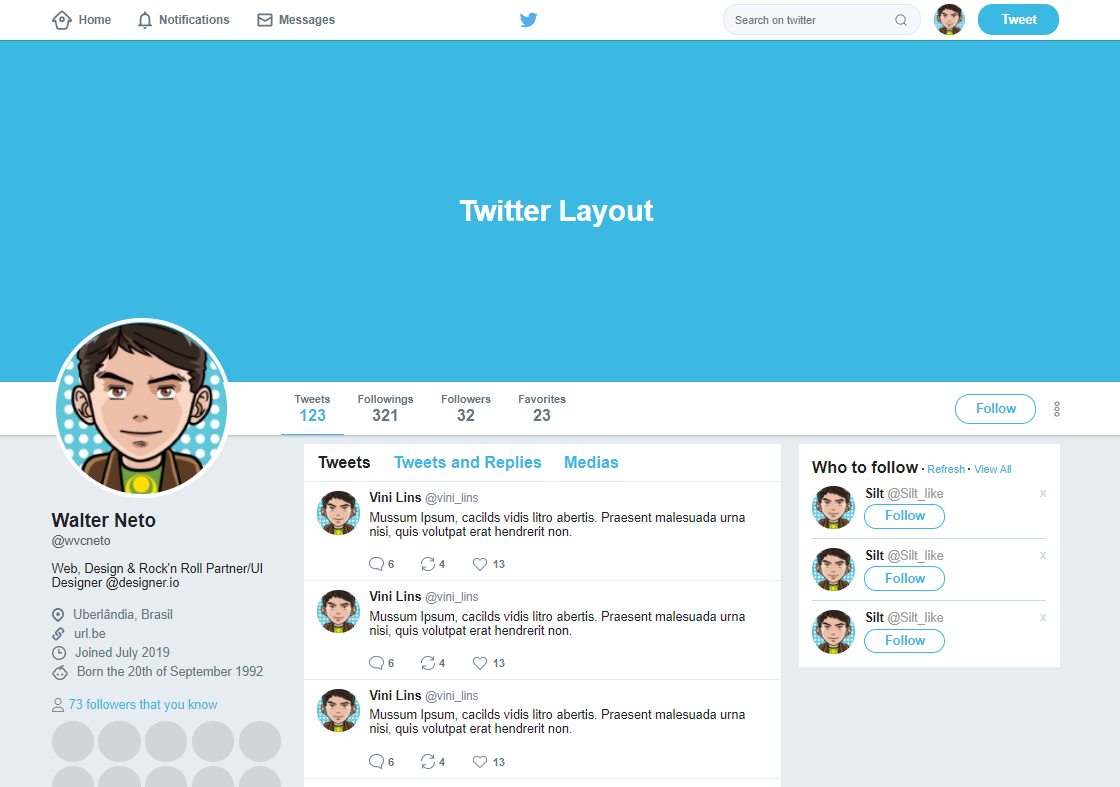 Home Notifications Messages Search on twitter Tweet
Twitter Layout
Tweets Followings Followers Favorites
123 321 32 23
Follow
Walter Neto
@wvcneto
Web, Design & Rock'n Roll Partner/UI
Designer @designer.io
Uberlândia, Brasil
url.be
Joined July 2019
Born the 20th of September 1992
73 followers that you know
Tweets Tweets and Replies Medias
Vini Lins @vini_lins
Mussum Ipsum, cacilds vidis litro abertis. Praesent malesuada urna
nisi, quis volutpat erat hendrerit non.
6 4 13
Vini Lins @vini_lins
Mussum Ipsum, cacilds vidis litro abertis. Praesent malesuada urna
nisi, quis volutpat erat hendrerit non.
6 4 13
Vini Lins @vini_lins
Mussum Ipsum, cacilds vidis litro abertis. Praesent malesuada urna
nisi, quis volutpat erat hendrerit non.
6 4 13
Who to follow · Refresh · View All
Silt @Silt_like x
Follow
Silt @Silt_like x
Follow
Silt @Silt_like x
Follow